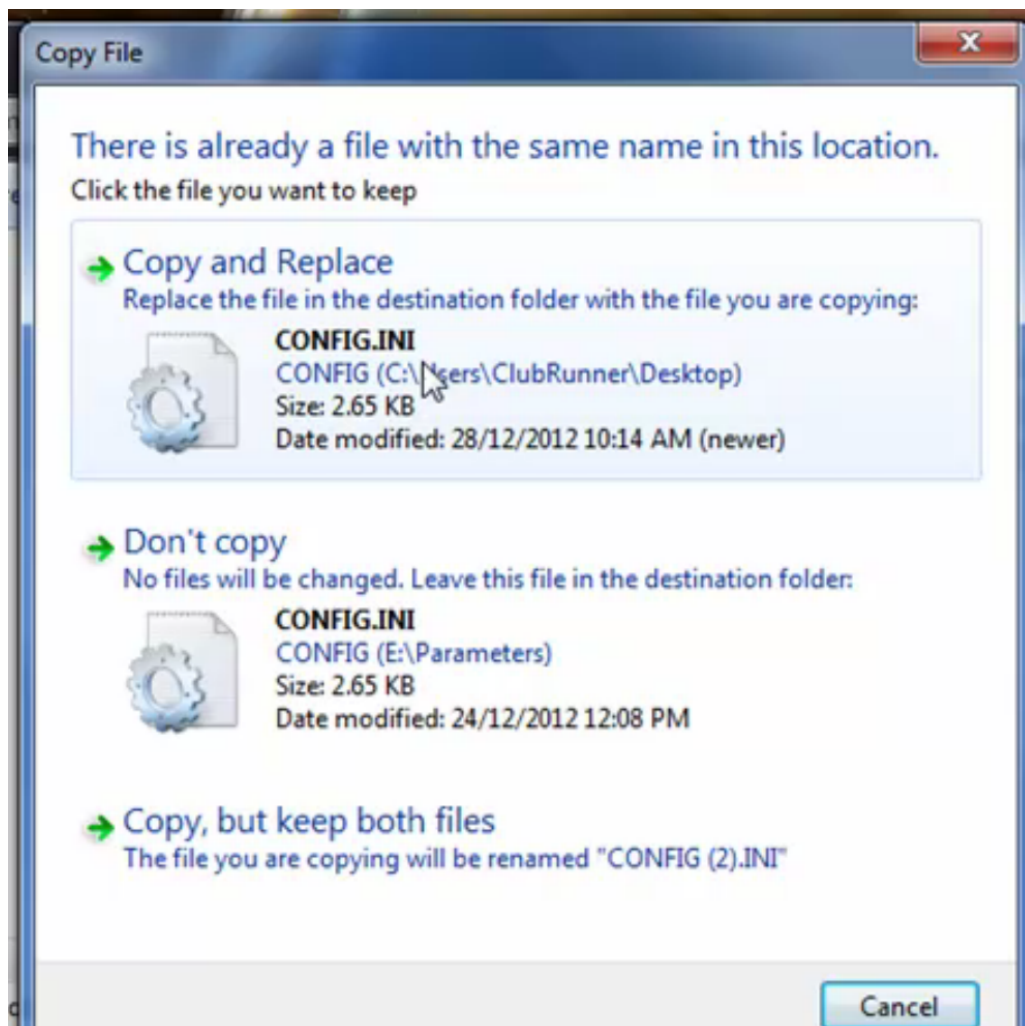 Copy File
There is already a file with the same name in this location.
Click the file you want to keep
Copy and Replace
Replace the file in the destination folder with the file you are copying:
CONFIG.INI
CONFIG (C:\Users\ClubRunner\Desktop)
Size: 2.65 KB
Date modified: 28/12/2012 10:14 AM (newer)
Don't copy
No files will be changed. Leave this file in the destination folder:
CONFIG.INI
CONFIG (E:\Parameters)
Size: 2.65 KB
Date modified: 24/12/2012 12:08 PM
Copy, but keep both files
The file you are copying will be renamed "CONFIG (2).INI"
Cancel